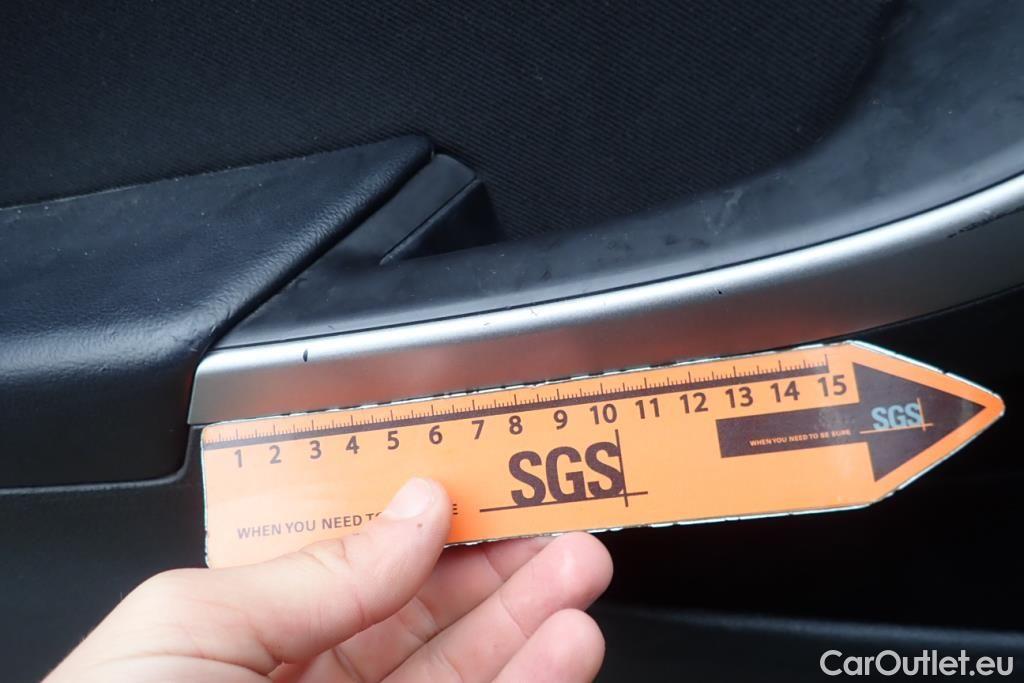 1 2 3 4 5 6 7 8 9 10 11 12 13 14 15
SGS
WHEN YOU NEED TO BE SURE
SGS
WHEN YOU NEED
CarOutlet.eu